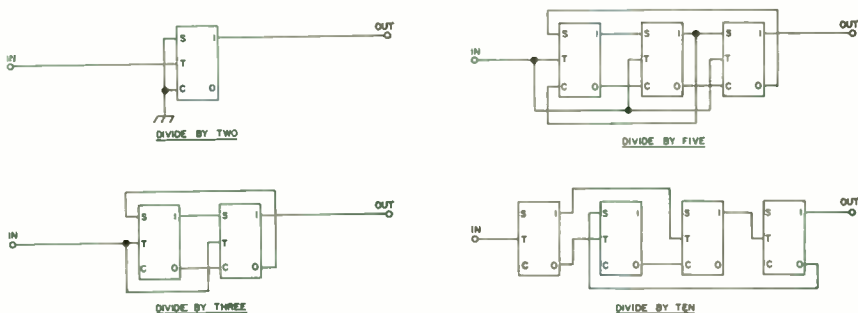 IN
S 1
T
C 0
OUT
DIVIDE BY TWO
IN
S 1 S 1 S 1
T T T
C 0 C 0 C 0
OUT
DIVIDE BY FIVE
IN
S 1 S 1
T T
C 0 C 0
OUT
DIVIDE BY THREE
IN
S 1 S 1 S 1 S 1
T T T T
C 0 C 0 C 0 C 0
OUT
DIVIDE BY TEN